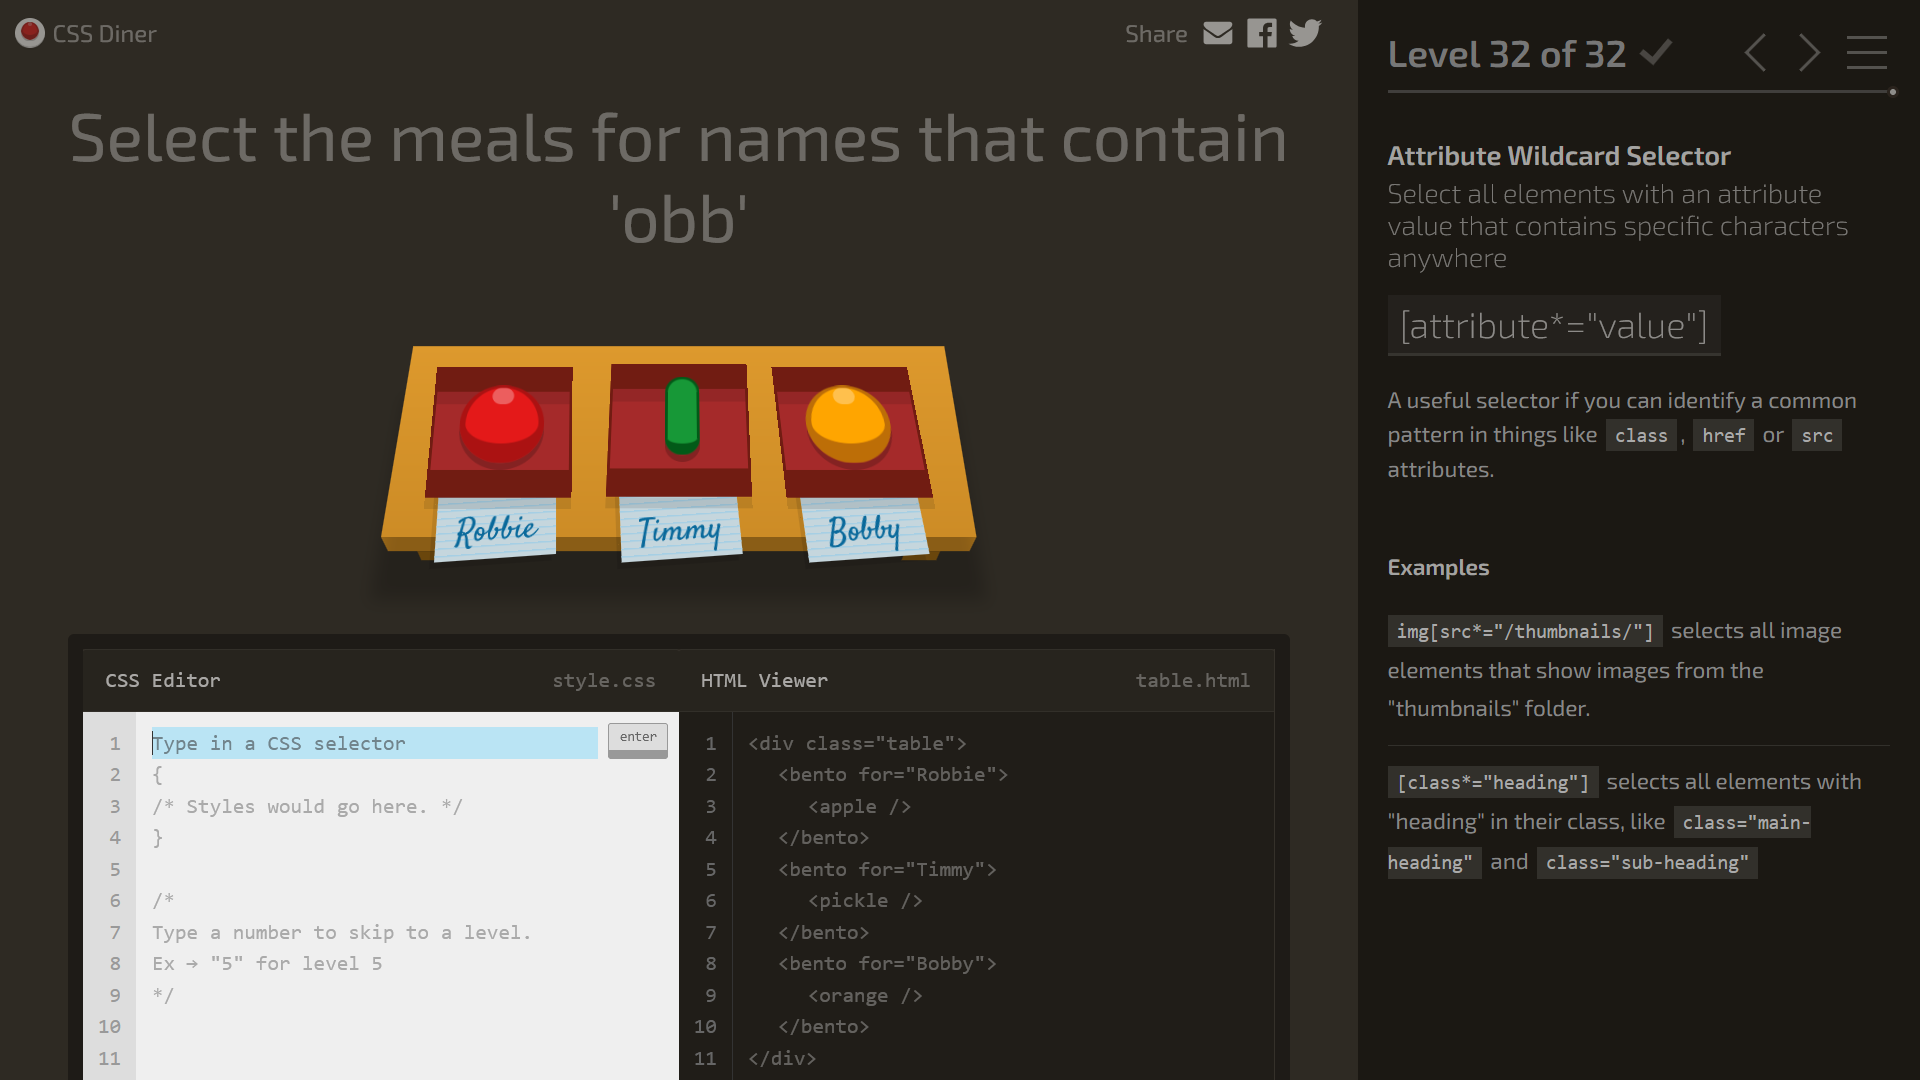 CSS Diner
Share
Select the meals for names that contain
'obb'
Robbie
Timmy
Bobby
CSS Editor
style.css
1
Type in a CSS selector
enter
2
{
3
/* Styles would go here. */
4
}
5
6
/*
7
Type a number to skip to a level.
8
Ex → "5" for level 5
9
*/
10
11
HTML Viewer
table.html
1
<div class="table">
2
<bento for="Robbie">
3
<apple />
4
</bento>
5
<bento for="Timmy">
6
<pickle />
7
</bento>
8
<bento for="Bobby">
9
<orange />
10
</bento>
11
</div>
Level 32 of 32
Attribute Wildcard Selector
Select all elements with an attribute
value that contains specific characters
anywhere
[attribute*="value"]
A useful selector if you can identify a common
pattern in things like class , href or src
attributes.
Examples
img[src*="/thumbnails/"] selects all image
elements that show images from the
"thumbnails" folder.
[class*="heading"] selects all elements with
"heading" in their class, like class="main-
heading" and class="sub-heading"